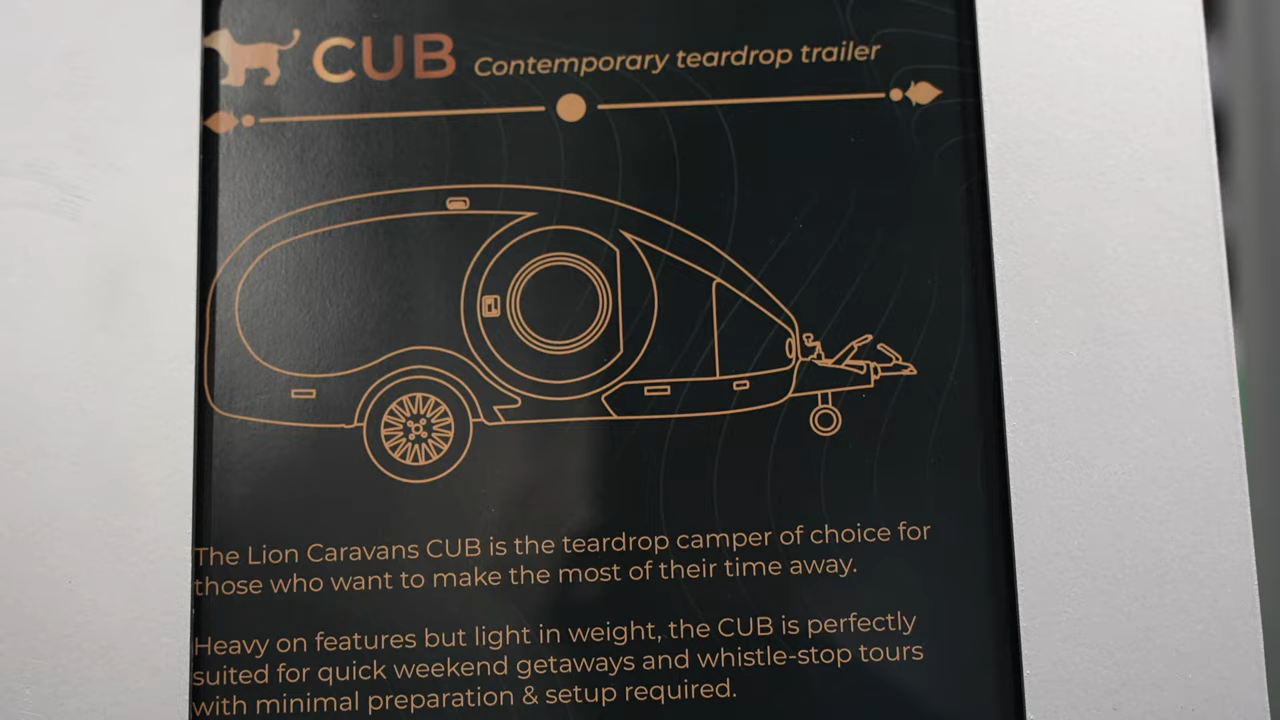 CUB Contemporary teardrop trailer
The Lion Caravans CUB is the teardrop camper of choice for
those who want to make the most of their time away.
Heavy on features but light in weight, the CUB is perfectly
suited for quick weekend getaways and whistle-stop tours
with minimal preparation & setup required.